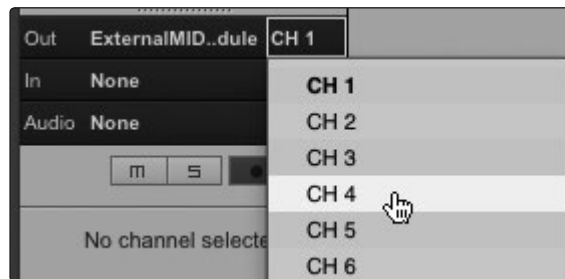 Out ExternalMID..dule CH 1
In None
Audio None
CH 1
CH 2
CH 3
CH 4
CH 5
CH 6
m s
No channel selecte